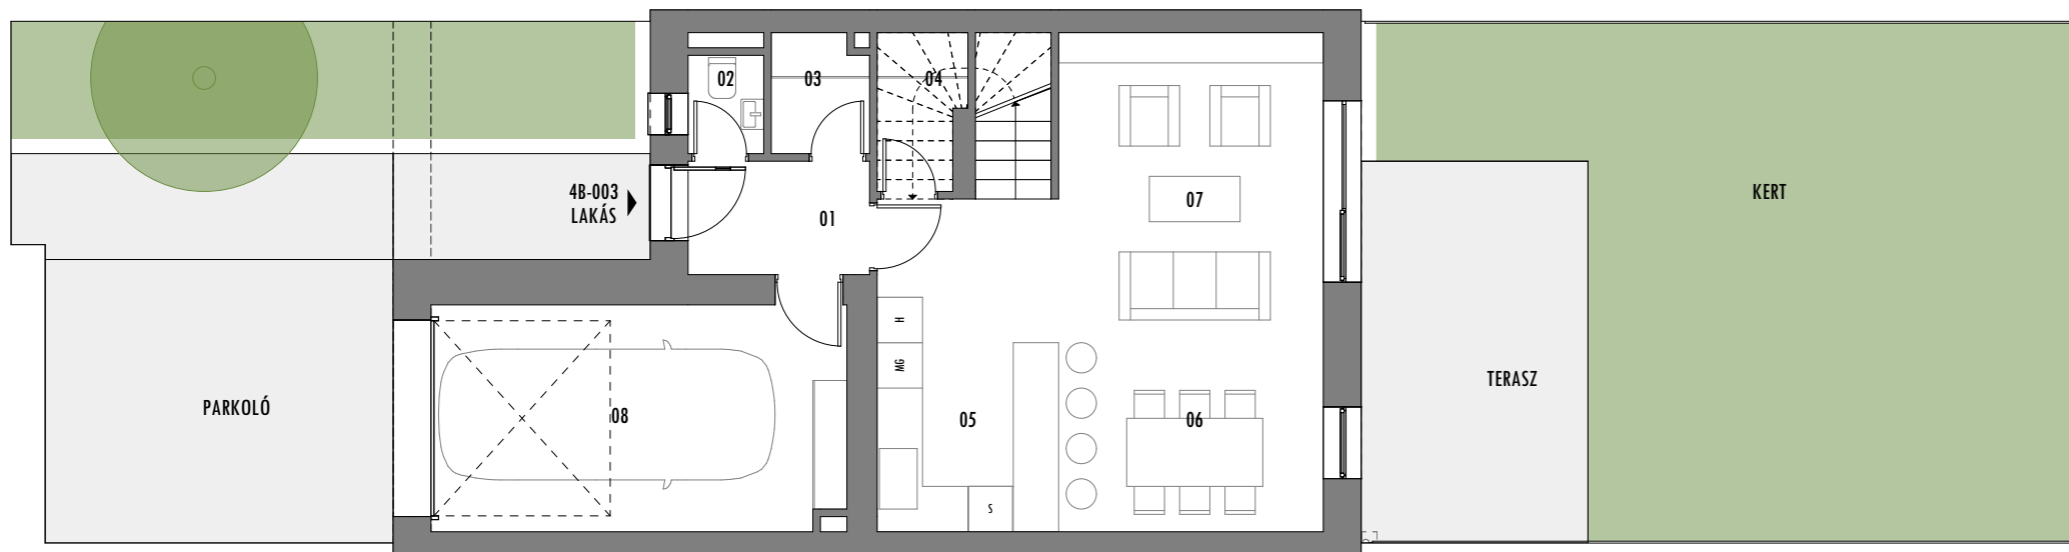 02
03
04
4B-003
LAKÁS
01
07
KERT
H
MG
TERASZ
PARKOLÓ
08
05
06
S